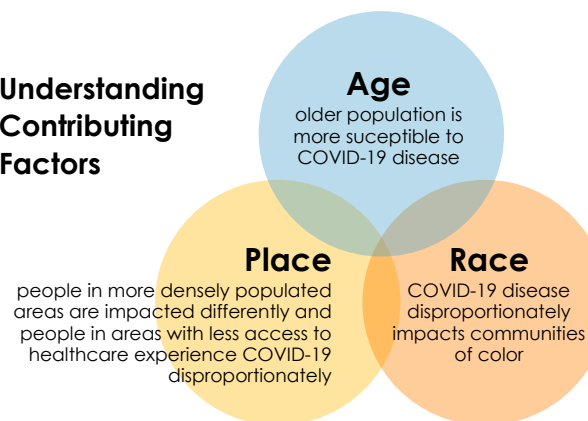 Understanding
Contributing
Factors
Age
older population is
more suceptible to
COVID-19 disease
Place
people in more densely populated
areas are impacted differently and
people in areas with less access to
healthcare experience COVID-19
disproportionately
Race
COVID-19 disease
disproportionately
impacts communities
of color